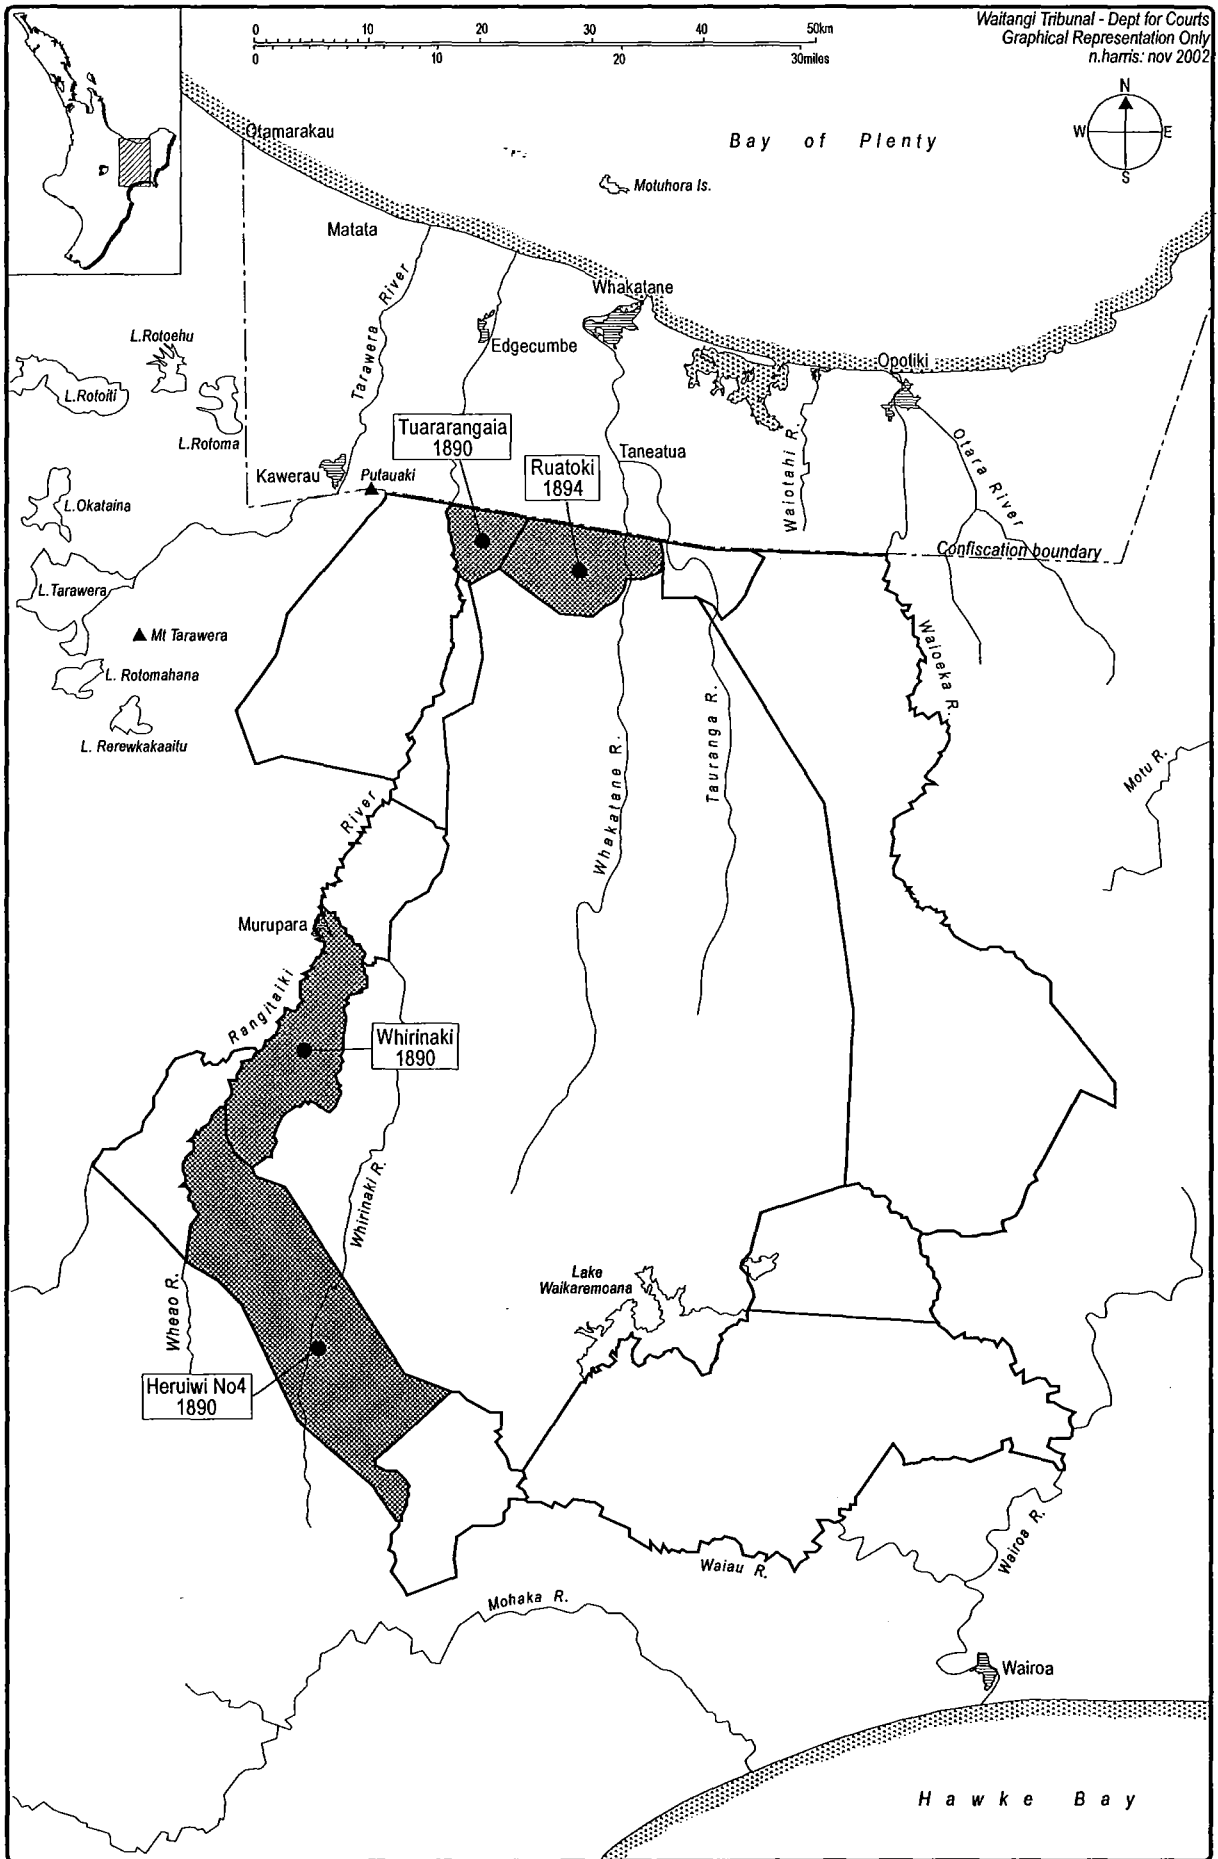 Waitangi Tribunal - Dept for Courts
Graphical Representation Only
n.harris: nov 2002
0 10 20 30 40 50km
0 10 20 30miles
N
W E
S
Otamarakau
Bay of Plenty
Motuhora Is.
Matata
Whakatane
Tarawera River
Edgecumbe
L.Rotoehu
L.Rotoiti
L.Rotoma
Opotiki
Tuararangaia
1890
Ruatoki
1894
Taneatua
Waiotahi R.
Otara River
Kawerau
Putauaki
L.Okataina
Confiscation boundary
L.Tarawera
Mt Tarawera
L. Rotomahana
L. Rerewkakaaitu
Waioeka R.
Whakatane R.
Tauranga R.
Motu R.
Rangitaiki River
Murupara
Whirinaki
1890
Whirinaki R.
Wheao R.
Lake
Waikaremoana
Heruiwi No4
1890
Waiau R.
Wairoa R.
Mohaka R.
Wairoa
Hawke Bay